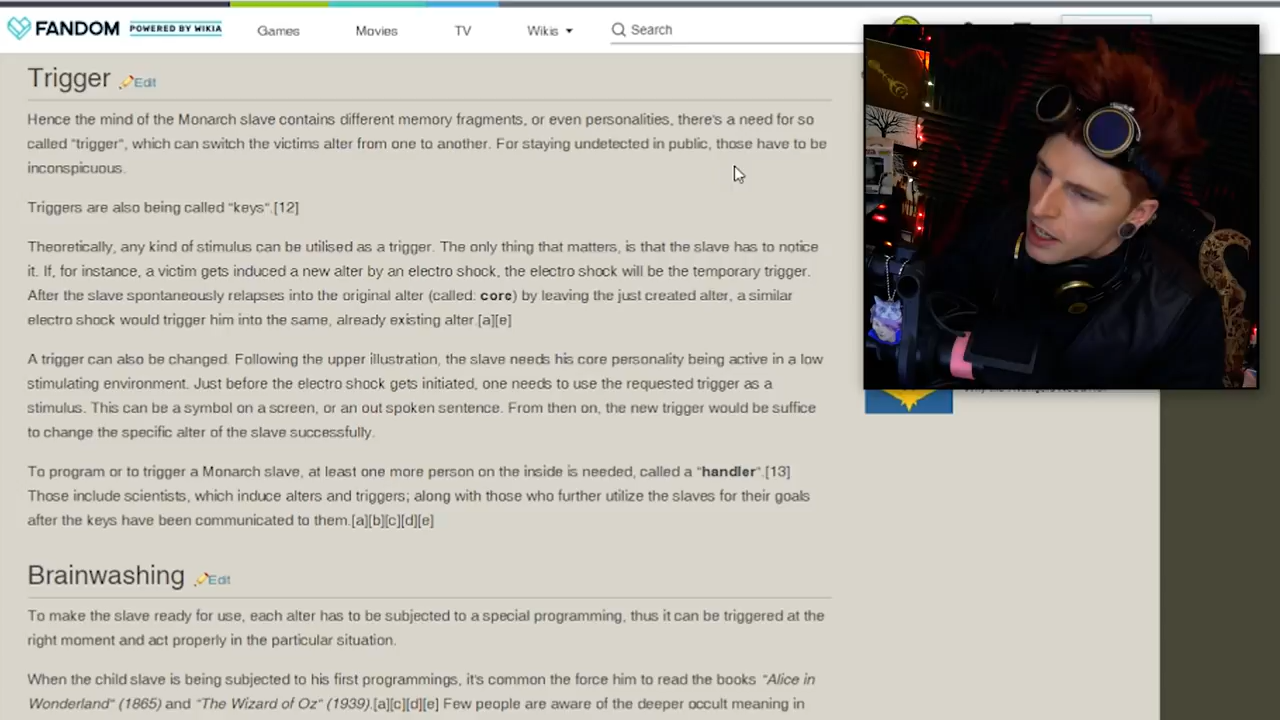 FANDOM POWERED BY WIKIA Games Movies TV Wikis Search
Trigger Edit
Hence the mind of the Monarch slave contains different memory fragments, or even personalities, there's a need for so
called "trigger", which can switch the victims alter from one to another. For staying undetected in public, those have to be
inconspicuous.
Triggers are also being called "keys".[12]
Theoretically, any kind of stimulus can be utilised as a trigger. The only thing that matters, is that the slave has to notice
it. If, for instance, a victim gets induced a new alter by an electro shock, the electro shock will be the temporary trigger.
After the slave spontaneously relapses into the original alter (called: core) by leaving the just created alter, a similar
electro shock would trigger him into the same, already existing alter.[a][e]
A trigger can also be changed. Following the upper illustration, the slave needs his core personality being active in a low
stimulating environment. Just before the electro shock gets initiated, one needs to use the requested trigger as a
stimulus. This can be a symbol on a screen, or an out spoken sentence. From then on, the new trigger would be suffice
to change the specific alter of the slave successfully.
To program or to trigger a Monarch slave, at least one more person on the inside is needed, called a "handler".[13]
Those include scientists, which induce alters and triggers; along with those who further utilize the slaves for their goals
after the keys have been communicated to them.[a][b][c][d][e]
Brainwashing Edit
To make the slave ready for use, each alter has to be subjected to a special programming, thus it can be triggered at the
right moment and act properly in the particular situation.
When the child slave is being subjected to his first programmings, it's common the force him to read the books "Alice in
Wonderland" (1865) and "The Wizard of Oz" (1939).[a][c][d][e] Few people are aware of the deeper occult meaning in